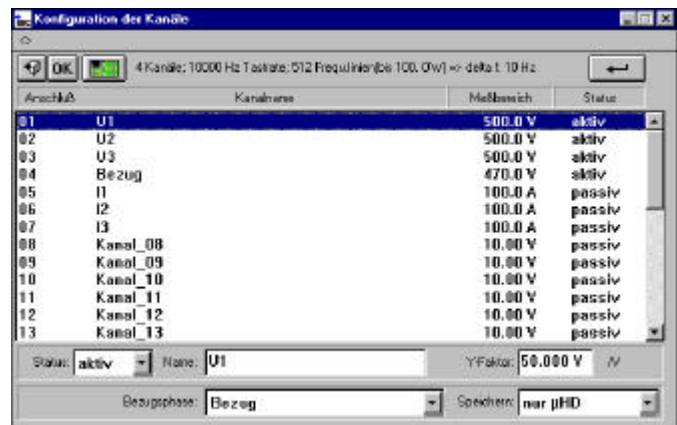 Konfiguration der Kanäle
OK 4 Kanäle; 10000 Hz Tastrate; 512 Frequ.linien(bis 100. O'w) => delta f. 10 Hz
Anschluß Kanalname Meßbereich Status
01 U1 500.0 V aktiv
02 U2 500.0 V aktiv
03 U3 500.0 V aktiv
04 Bezug 470.0 V aktiv
05 I1 100.0 A passiv
06 I2 100.0 A passiv
07 I3 100.0 A passiv
08 Kanal_08 10.00 V passiv
09 Kanal_09 10.00 V passiv
10 Kanal_10 10.00 V passiv
11 Kanal_11 10.00 V passiv
12 Kanal_12 10.00 V passiv
13 Kanal_13 10.00 V passiv
Status: aktiv Name: U1 Y-Faktor: 50.000 V /V
Bezugsphase: Bezug Speichern: nur µHD